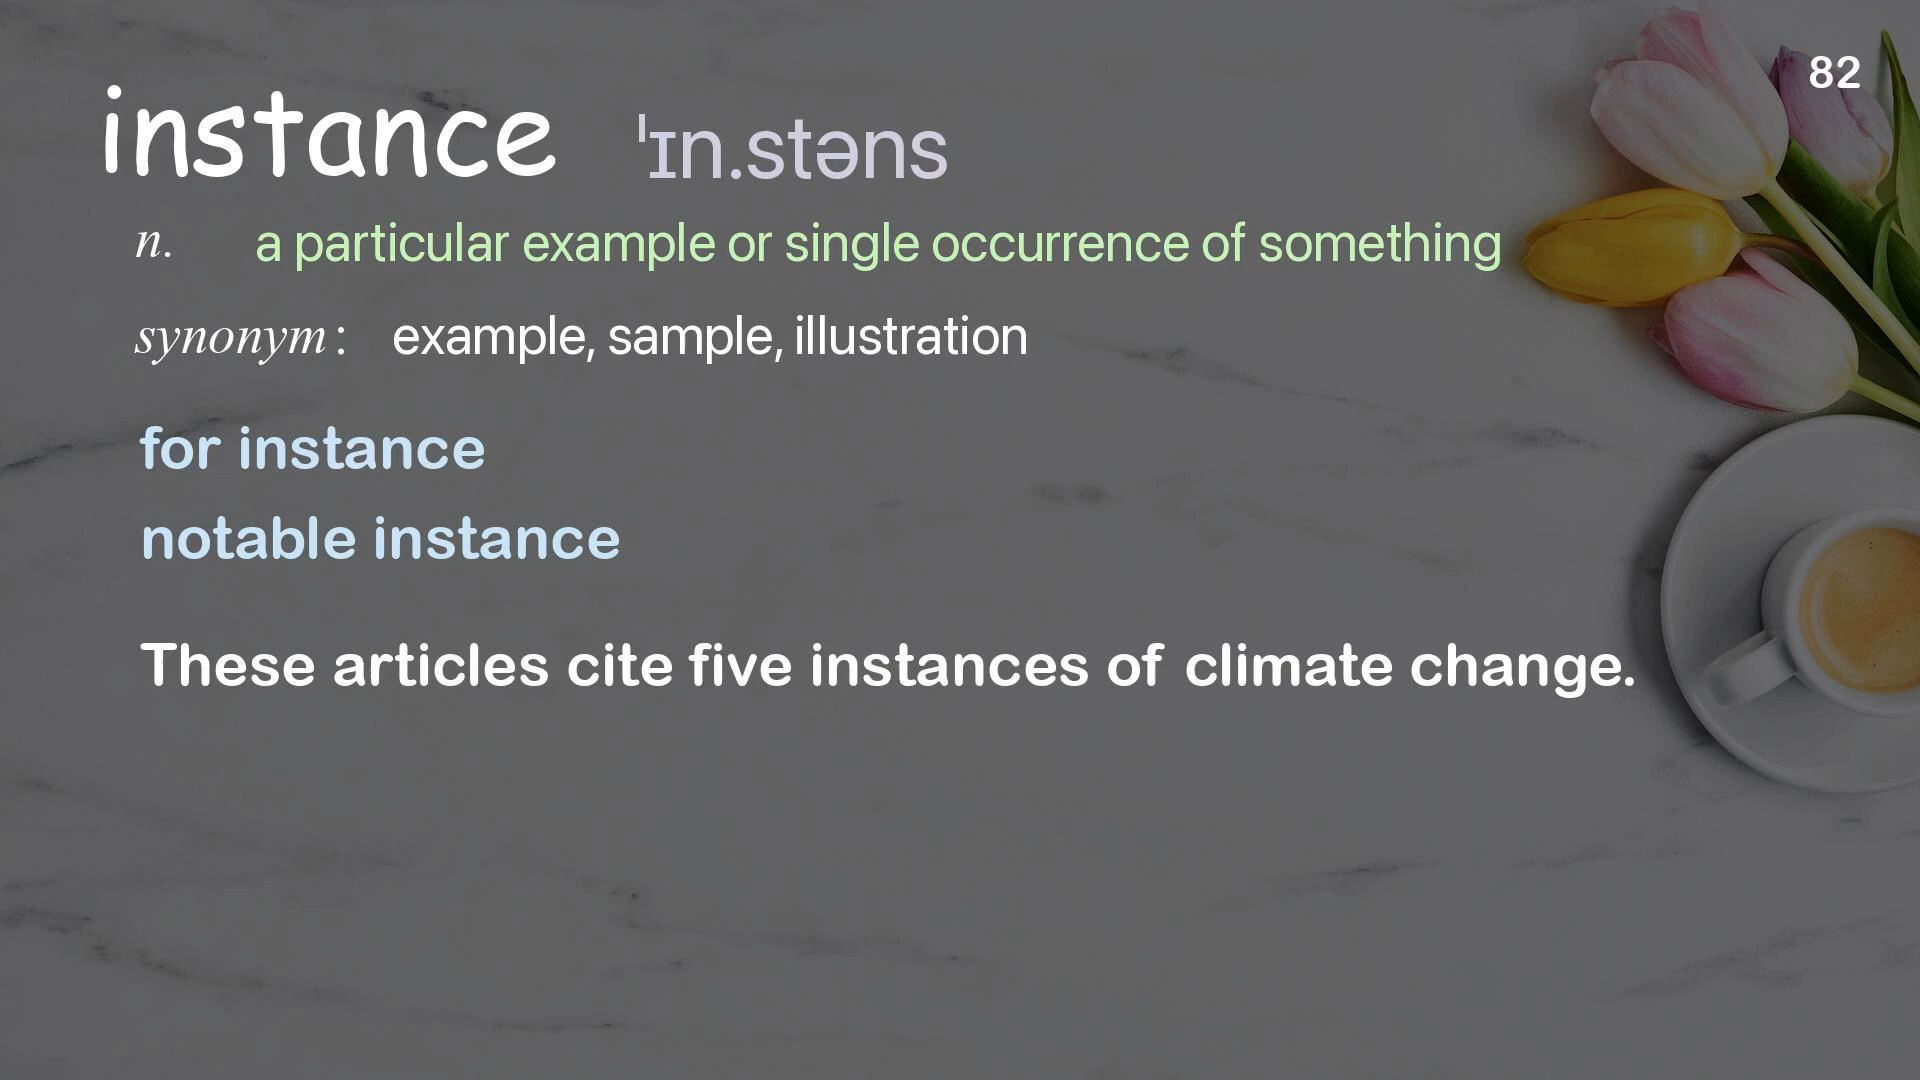 82
instance ˈɪn.stəns
n. a particular example or single occurrence of something
synonym: example, sample, illustration
for instance
notable instance
These articles cite five instances of climate change.